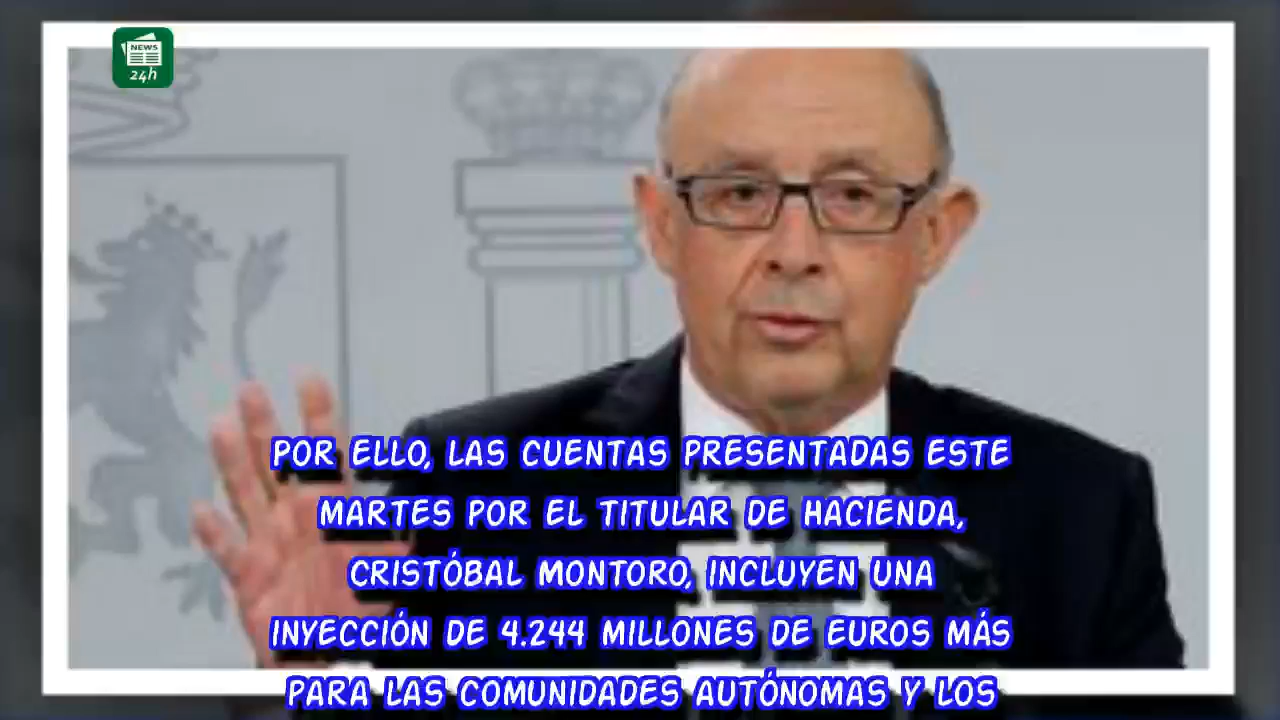 NEWS
24h
POR ELLO, LAS CUENTAS PRESENTADAS ESTE
MARTES POR EL TITULAR DE HACIENDA,
CRISTÓBAL MONTORO, INCLUYEN UNA
INYECCIÓN DE 4.244 MILLONES DE EUROS MÁS
PARA LAS COMUNIDADES AUTÓNOMAS Y LOS